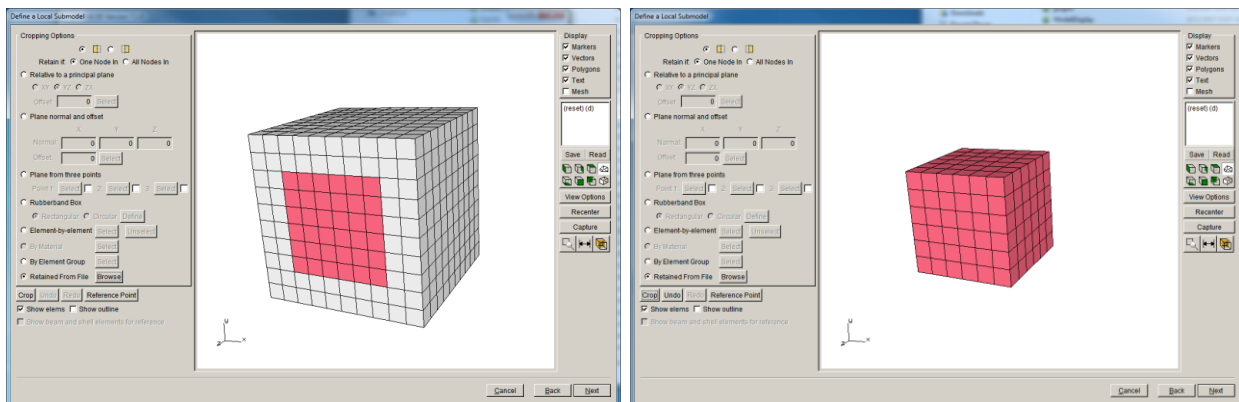 Define a Local Submodel
Cropping Options
Retain if: One Node In All Nodes In
Relative to a principal plane
XY YZ ZX
Offset 0 Select
Plane normal and offset
X Y Z
Normal 0 0 0
Offset 0 Select
Plane from three points
Point 1: Select 2: Select 3: Select
Rubberband Box
Rectangular Circular Define
Element-by-element Select Unselect
By Material Select
By Element Group Select
Retained From File Browse
Crop Undo Redo Reference Point
Show elems Show outline
Show beam and shell elements for reference
y
z x
Display
Markers
Vectors
Polygons
Text
Mesh
(reset) (d)
Save Read
View Options
Recenter
Capture
Cancel Back Next
Define a Local Submodel
Cropping Options
Retain if: One Node In All Nodes In
Relative to a principal plane
XY YZ ZX
Offset 0 Select
Plane normal and offset
X Y Z
Normal 0 0 0
Offset 0 Select
Plane from three points
Point 1: Select 2: Select 3: Select
Rubberband Box
Rectangular Circular Define
Element-by-element Select Unselect
By Material Select
By Element Group Select
Retained From File Browse
Crop Undo Redo Reference Point
Show elems Show outline
Show beam and shell elements for reference
y
z x
Display
Markers
Vectors
Polygons
Text
Mesh
(reset) (d)
Save Read
View Options
Recenter
Capture
Cancel Back Next